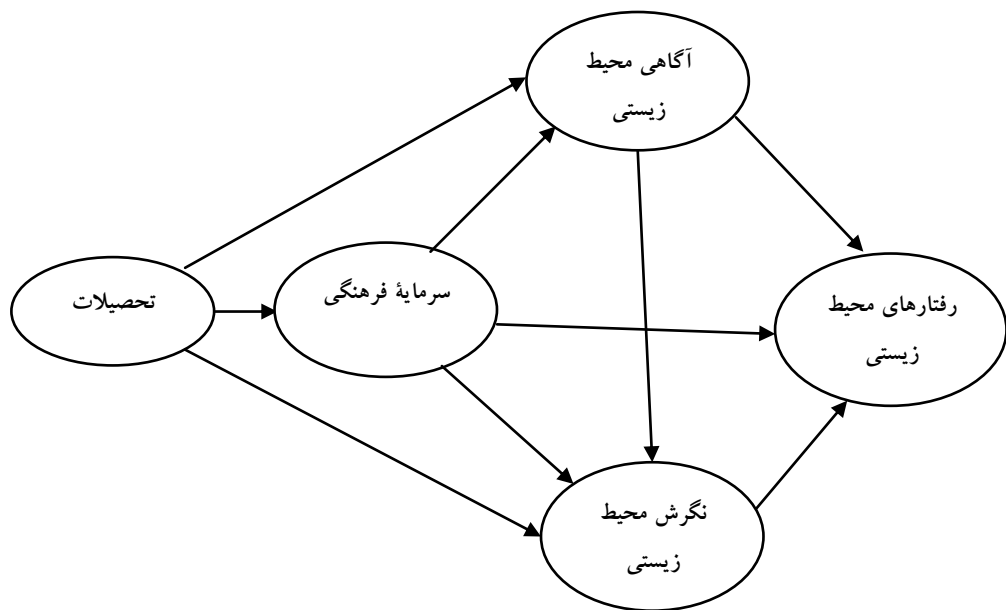 آگاهی محیط
زیستی
سرمایهٔ فرهنگی
تحصیلات
رفتارهای محیط
زیستی
نگرش محیط
زیستی